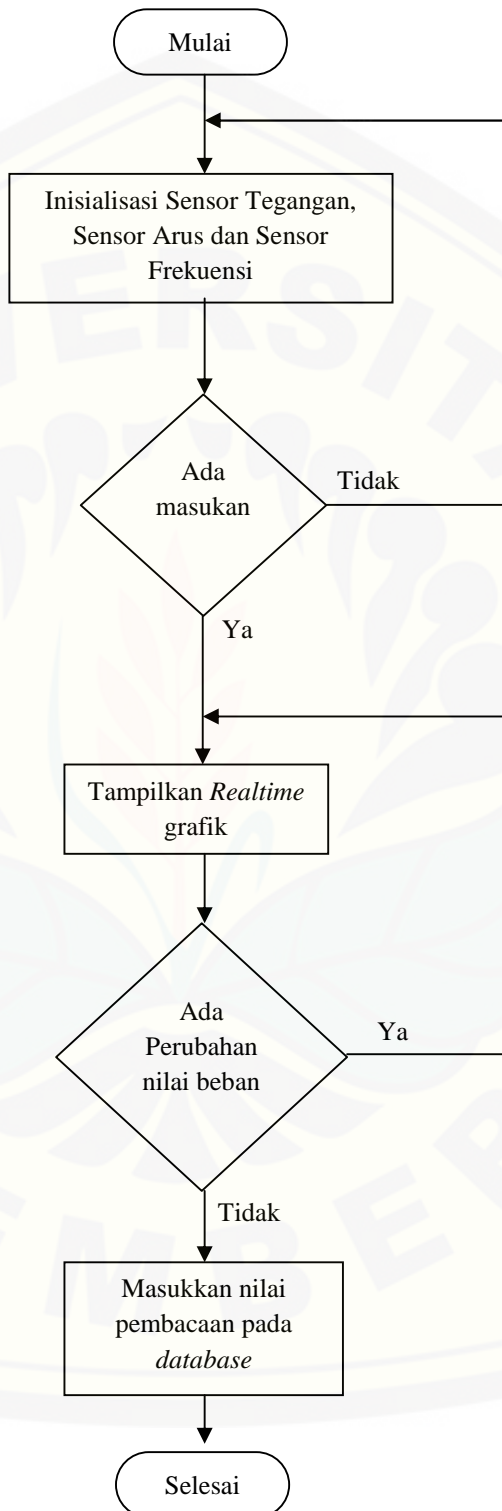 Mulai
Inisialisasi Sensor Tegangan,
Sensor Arus dan Sensor
Frekuensi
Ada
masukan
Tidak
Ya
Tampilkan Realtime
grafik
Ada
Perubahan
nilai beban
Ya
Tidak
Masukkan nilai
pembacaan pada
database
Selesai